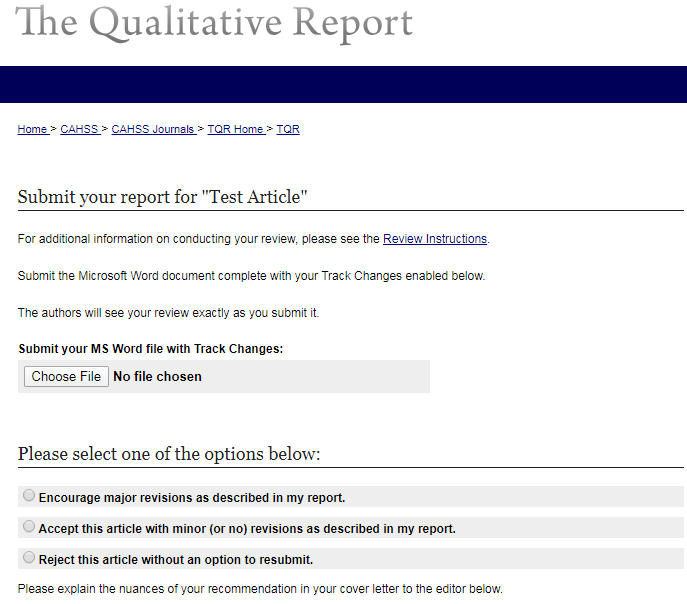 The Qualitative Report
Home > CAHSS > CAHSS Journals > TQR Home > TQR
Submit your report for "Test Article"
For additional information on conducting your review, please see the Review Instructions.
Submit the Microsoft Word document complete with your Track Changes enabled below.
The authors will see your review exactly as you submit it.
Submit your MS Word file with Track Changes:
Choose File No file chosen
Please select one of the options below:
Encourage major revisions as described in my report.
Accept this article with minor (or no) revisions as described in my report.
Reject this article without an option to resubmit.
Please explain the nuances of your recommendation in your cover letter to the editor below.